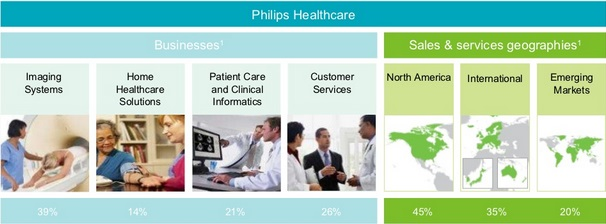 Philips Healthcare
Businesses¹
Sales & services geographies¹
Imaging
Systems
Home
Healthcare
Solutions
Patient Care
and Clinical
Informatics
Customer
Services
North America
International
Emerging
Markets
39%
14%
21%
26%
45%
35%
20%